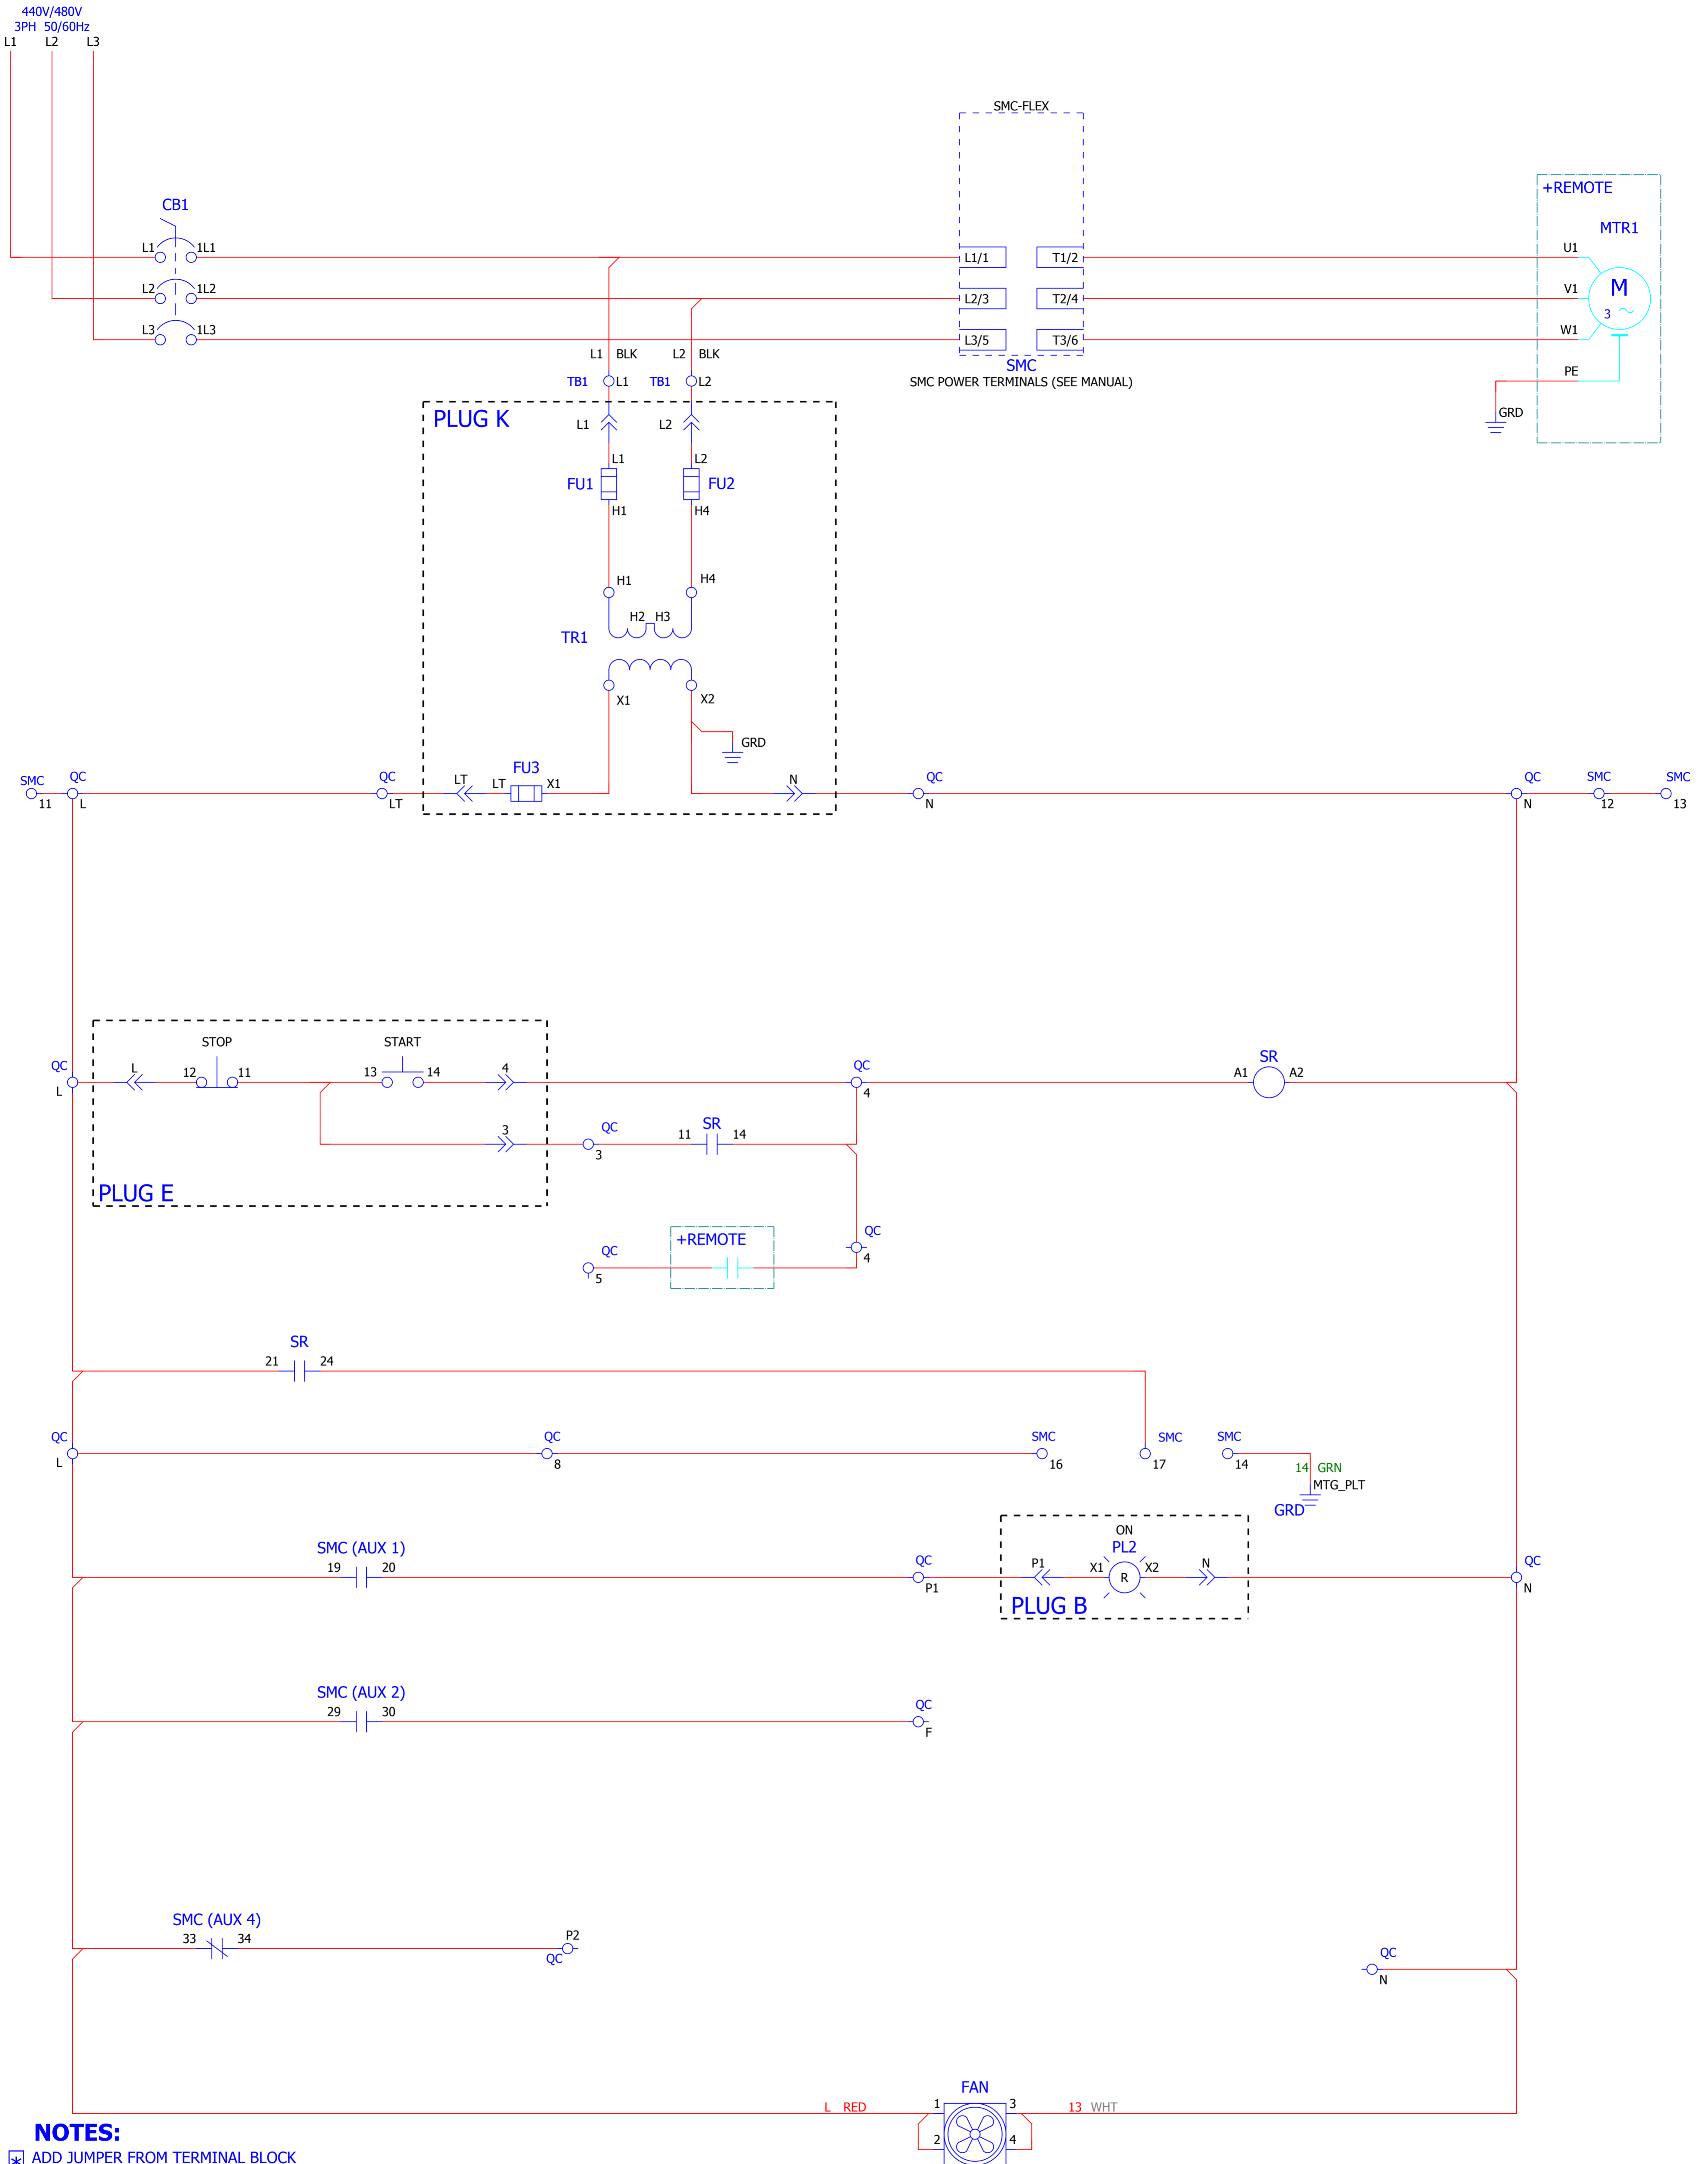 440V/480V
3PH 50/60Hz
L1 L2 L3
SMC-FLEX
+REMOTE
CB1
MTR1
L1 1L1 L1/1 T1/2 U1
L2 1L2 L2/3 T2/4 V1
M
3
L3 1L3 L3/5 T3/6 W1
L1 BLK L2 BLK
SMC
SMC POWER TERMINALS (SEE MANUAL)
TB1 L1 TB1 L2
PE
GRD
PLUG K
L1 L2
L1 L2
FU1 FU2
H1 H4
H1 H4
H2 H3
TR1
X1 X2
GRD
SMC QC QC LT LT FU3 X1 N QC QC SMC SMC
11 L LT N N 12 13
STOP START
QC L 12 11 13 14 4 QC SR
L 4 A1 A2
3 QC 11 SR 14
3
PLUG E
+REMOTE
QC QC
5 4
SR
21 24
QC QC SMC SMC SMC
L 8 16 17 14
14 GRN
MTG_PLT
GRD
SMC (AUX 1)
19 20
ON
PL2
QC P1 X1 R X2 N QC
P1 N
PLUG B
SMC (AUX 2)
29 30 QC
F
SMC (AUX 4)
33 34 P2
QC
QC
N
FAN
L RED 1 3 13 WHT
2 4
NOTES:
* ADD JUMPER FROM TERMINAL BLOCK